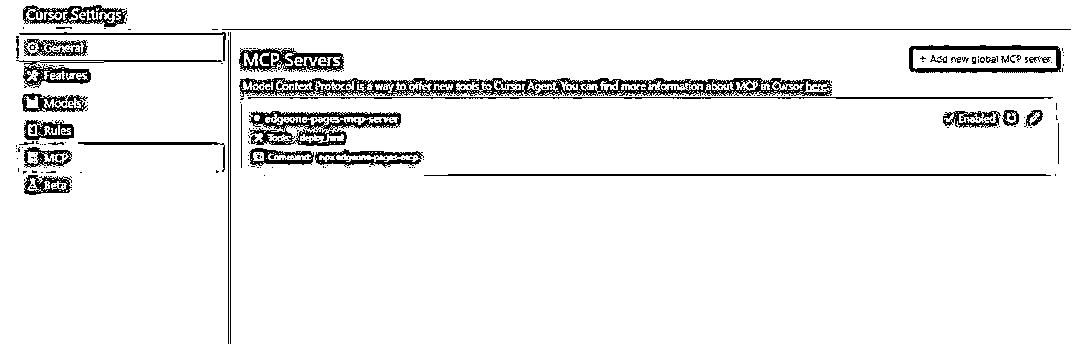 Cursor Settings
General
Features
Models
Rules
MCP
Beta
MCP Servers
+ Add new global MCP server
Model Context Protocol is a way to offer new tools to Cursor Agent. You can find more information about MCP in Cursor here.
edgeone-pages-mcp-server
Enabled
Tools:
Command: npx edgeone-pages-mcp